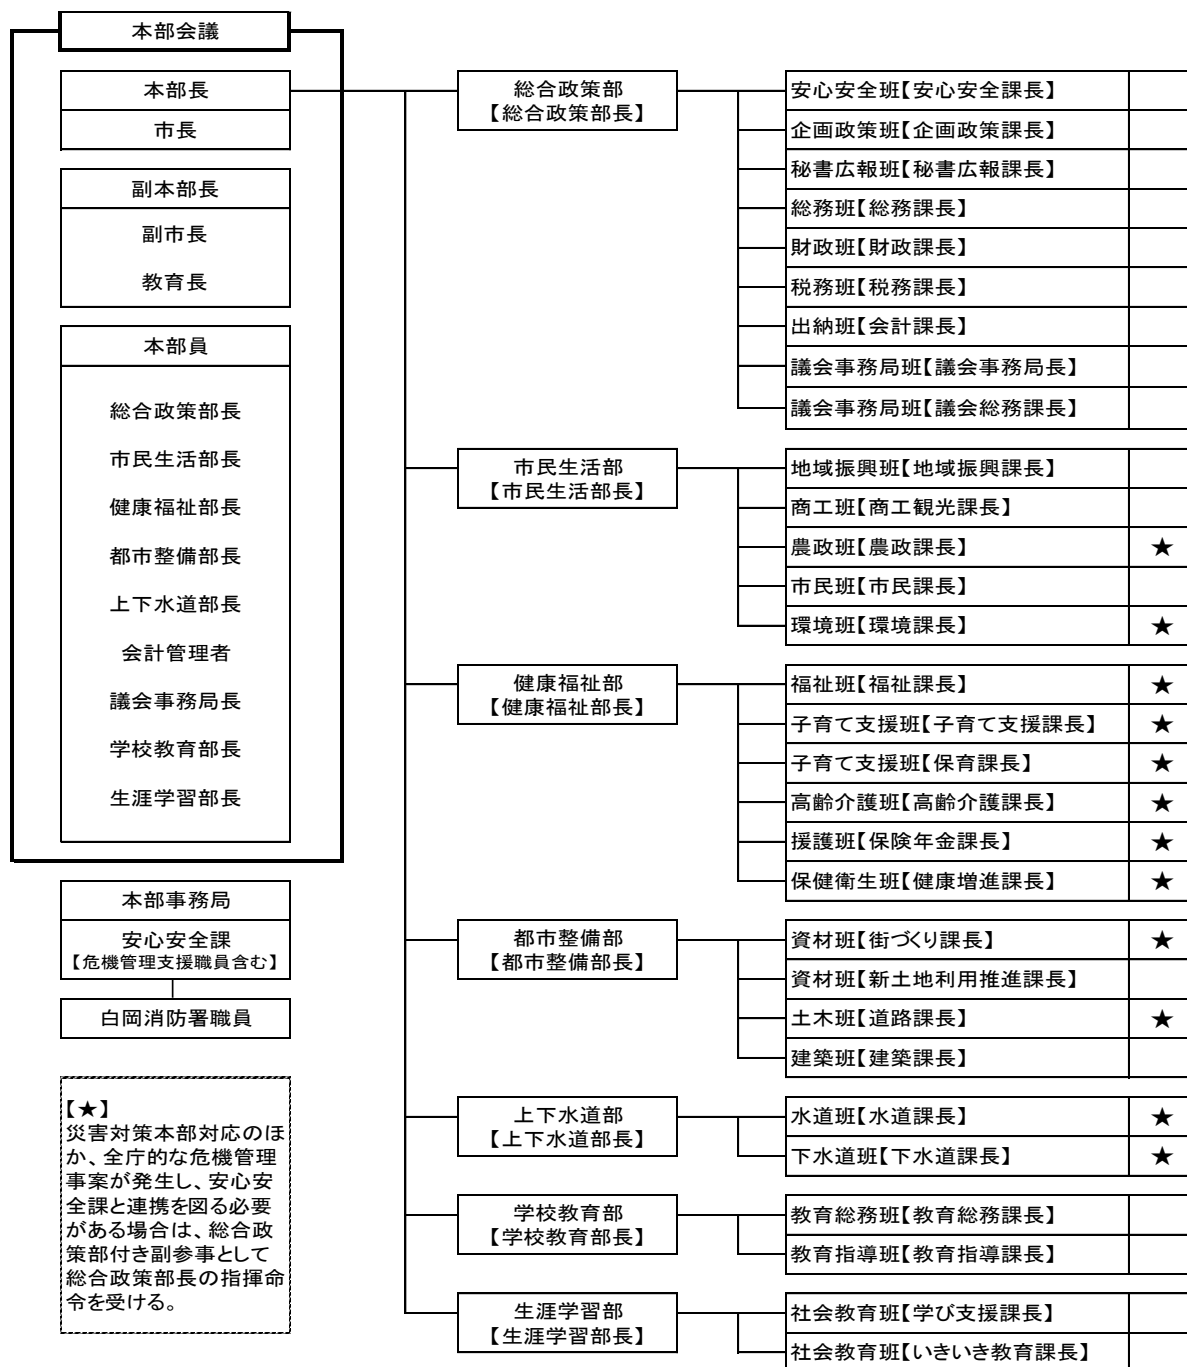 本部会議
本部長
市長
副本部長
副市長
教育長
本部員
総合政策部長
市民生活部長
健康福祉部長
都市整備部長
上下水道部長
会計管理者
議会事務局長
学校教育部長
生涯学習部長
本部事務局
安心安全課
【危機管理支援職員含む】
白岡消防署職員
【★】
災害対策本部対応のほ
か、全庁的な危機管理
事案が発生し、安心安
全課と連携を図る必要
がある場合は、総合政
策部付き副参事として
総合政策部長の指揮命
令を受ける。
総合政策部
【総合政策部長】
安心安全班【安心安全課長】
企画政策班【企画政策課長】
秘書広報班【秘書広報課長】
総務班【総務課長】
財政班【財政課長】
税務班【税務課長】
出納班【会計課長】
議会事務局班【議会事務局長】
議会事務局班【議会総務課長】
市民生活部
【市民生活部長】
地域振興班【地域振興課長】
商工班【商工観光課長】
農政班【農政課長】 ★
市民班【市民課長】
環境班【環境課長】 ★
健康福祉部
【健康福祉部長】
福祉班【福祉課長】 ★
子育て支援班【子育て支援課長】 ★
子育て支援班【保育課長】 ★
高齢介護班【高齢介護課長】 ★
援護班【保険年金課長】 ★
保健衛生班【健康増進課長】 ★
都市整備部
【都市整備部長】
資材班【街づくり課長】 ★
資材班【新土地利用推進課長】
土木班【道路課長】 ★
建築班【建築課長】
上下水道部
【上下水道部長】
水道班【水道課長】 ★
下水道班【下水道課長】 ★
学校教育部
【学校教育部長】
教育総務班【教育総務課長】
教育指導班【教育指導課長】
生涯学習部
【生涯学習部長】
社会教育班【学び支援課長】
社会教育班【いきいき教育課長】